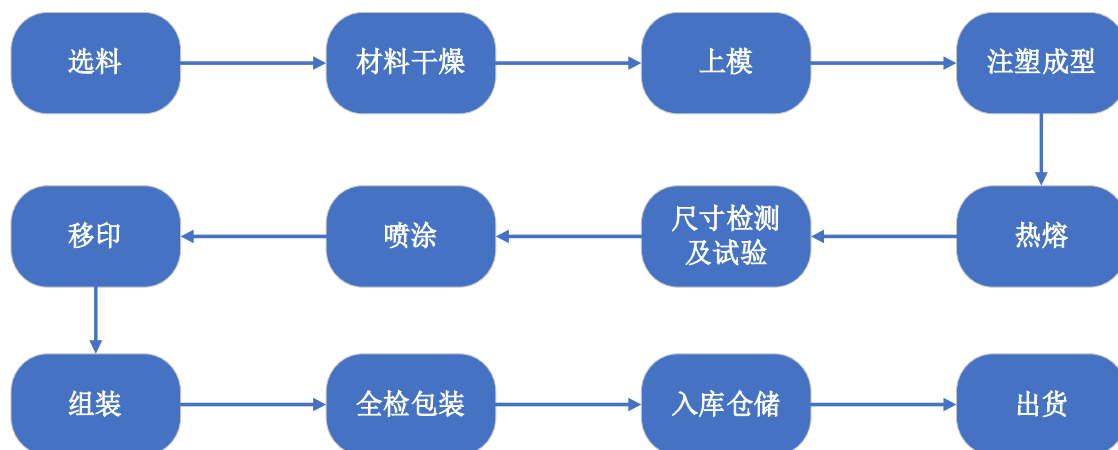 选料
材料干燥
上模
注塑成型
移印
喷涂
尺寸检测
及试验
热熔
组装
全检包装
入库仓储
出货